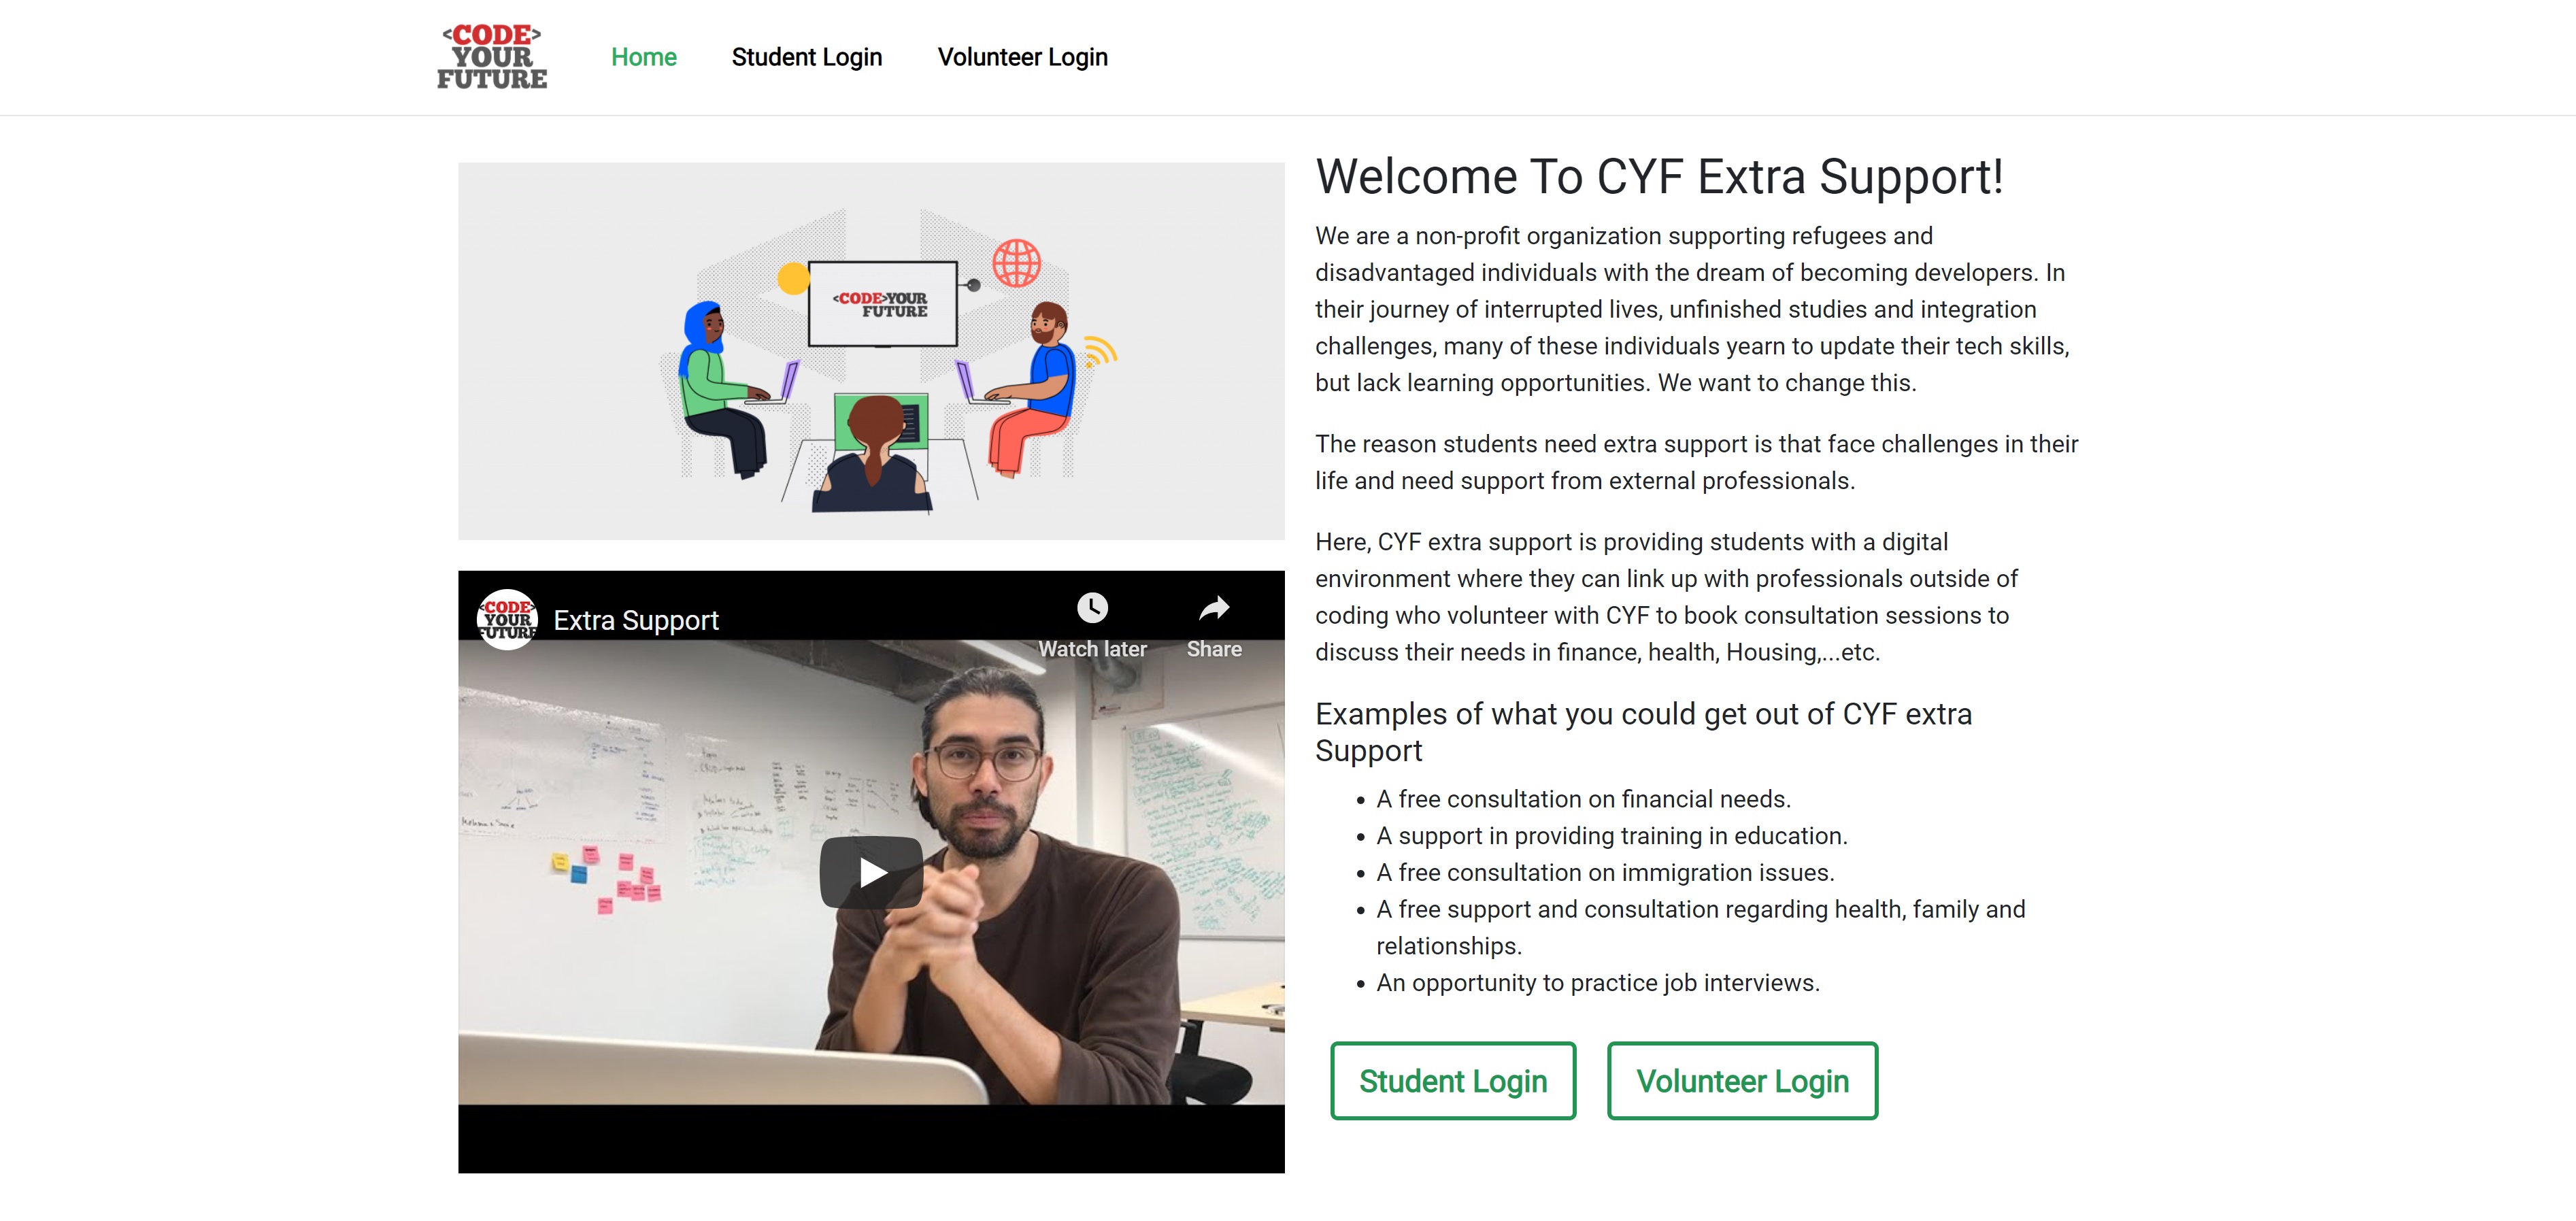 <CODE>
YOUR
FUTURE
Home
Student Login
Volunteer Login
<CODE>YOUR
FUTURE
Welcome To CYF Extra Support!
We are a non-profit organization supporting refugees and
disadvantaged individuals with the dream of becoming developers. In
their journey of interrupted lives, unfinished studies and integration
challenges, many of these individuals yearn to update their tech skills,
but lack learning opportunities. We want to change this.
The reason students need extra support is that face challenges in their
life and need support from external professionals.
Here, CYF extra support is providing students with a digital
environment where they can link up with professionals outside of
coding who volunteer with CYF to book consultation sessions to
discuss their needs in finance, health, Housing,...etc.
Examples of what you could get out of CYF extra
Support
• A free consultation on financial needs.
• A support in providing training in education.
• A free consultation on immigration issues.
• A free support and consultation regarding health, family and
relationships.
• An opportunity to practice job interviews.
Student Login
Volunteer Login
<CODE>
YOUR
FUTURE
Extra Support
Watch later
Share